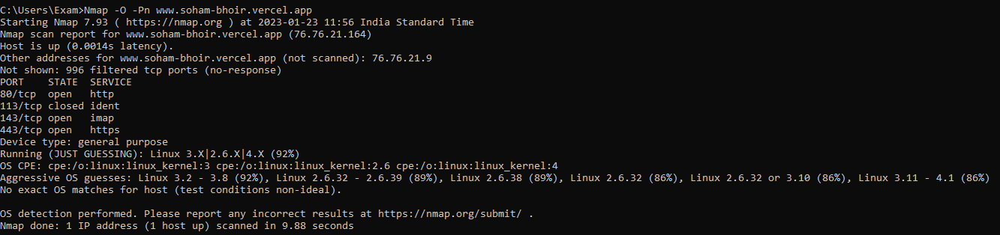 C:\Users\Exam>Nmap -O -Pn www.soham-bhoir.vercel.app
Starting Nmap 7.93 ( https://nmap.org ) at 2023-01-23 11:56 India Standard Time
Nmap scan report for www.soham-bhoir.vercel.app (76.76.21.164)
Host is up (0.0014s latency).
Other addresses for www.soham-bhoir.vercel.app (not scanned): 76.76.21.9
Not shown: 996 filtered tcp ports (no-response)
PORT    STATE  SERVICE
80/tcp  open   http
113/tcp closed ident
143/tcp open   imap
443/tcp open   https
Device type: general purpose
Running (JUST GUESSING): Linux 3.X|2.6.X|4.X (92%)
OS CPE: cpe:/o:linux:linux_kernel:3 cpe:/o:linux:linux_kernel:2.6 cpe:/o:linux:linux_kernel:4
Aggressive OS guesses: Linux 3.2 - 3.8 (92%), Linux 2.6.32 - 2.6.39 (89%), Linux 2.6.38 (89%), Linux 2.6.32 (86%), Linux 2.6.32 or 3.10 (86%), Linux 3.11 - 4.1 (86%)
No exact OS matches for host (test conditions non-ideal).

OS detection performed. Please report any incorrect results at https://nmap.org/submit/ .
Nmap done: 1 IP address (1 host up) scanned in 9.88 seconds